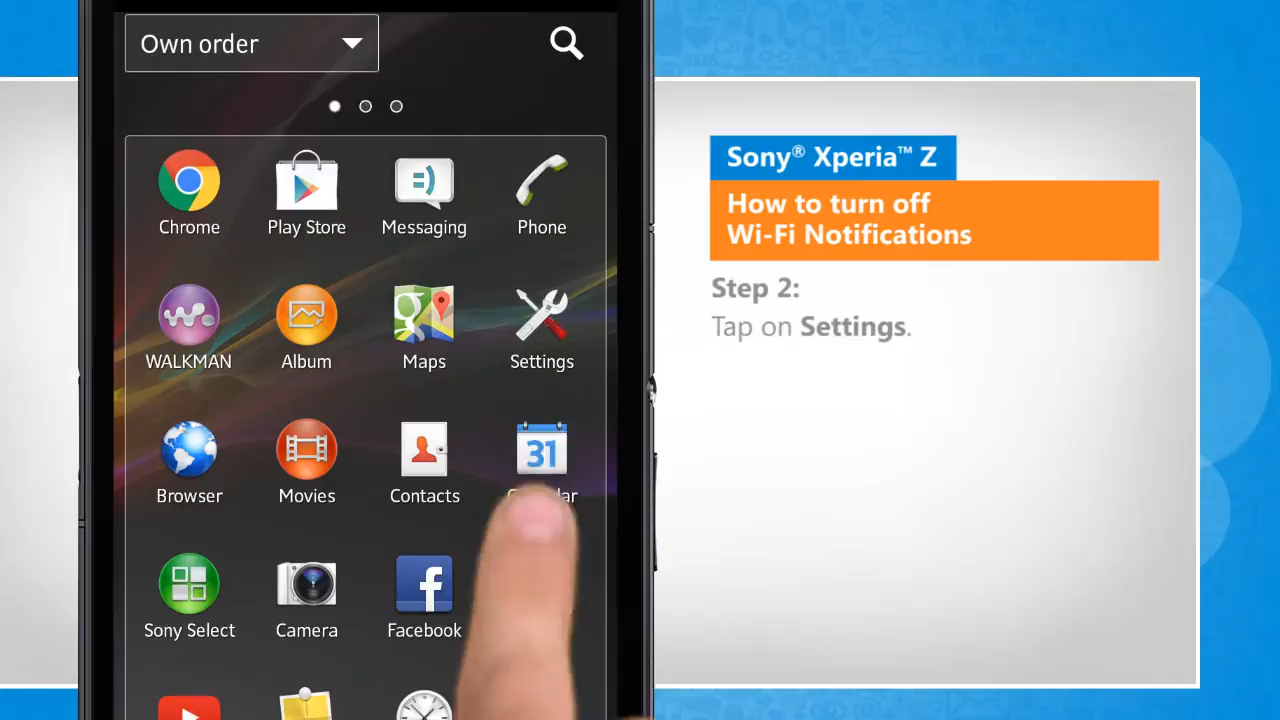 Own order
Chrome
Play Store
Messaging
Phone
WALKMAN
Album
Maps
Settings
Browser
Movies
Contacts
31
Sony Select
Camera
Facebook
Sony® Xperia™ Z
How to turn off
Wi-Fi Notifications
Step 2:
Tap on Settings.